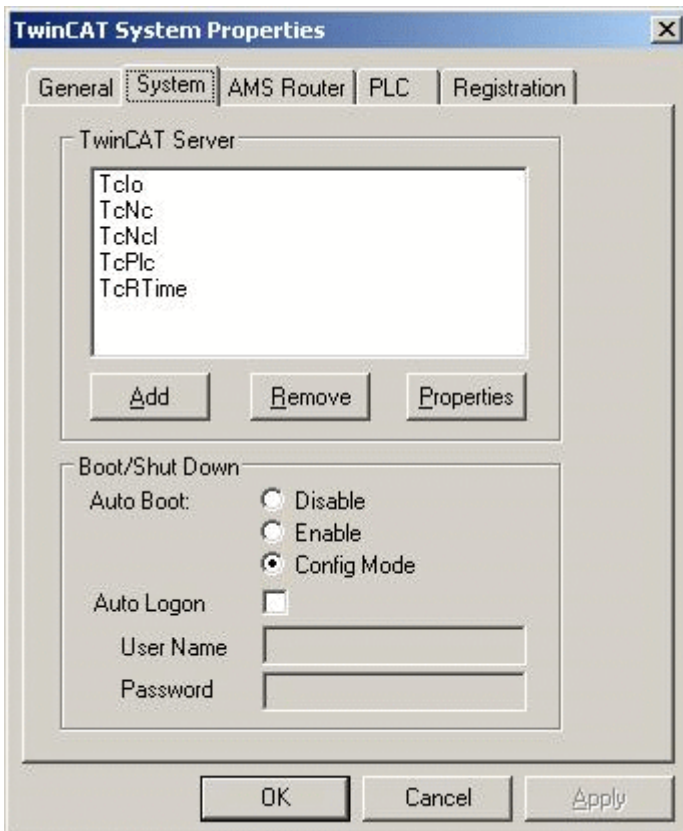 TwinCAT System Properties
General System AMS Router PLC Registration
TwinCAT Server
TcIo
TcNc
TcNcI
TcPlc
TcRTime
Add Remove Properties
Boot/Shut Down
Auto Boot: Disable
Enable
Config Mode
Auto Logon
User Name
Password
OK Cancel Apply